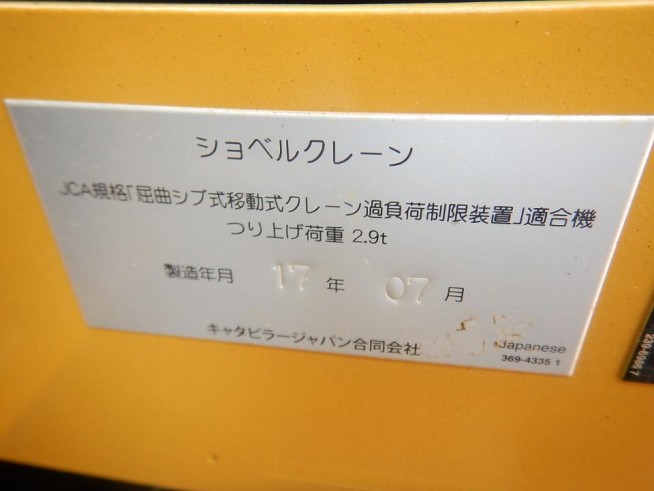 ショベルクレーン
JCA規格「屈曲ジブ式移動式クレーン過負荷制限装置」適合機
つり上げ荷重 2.9t
製造年月 17 年 07 月
キャタピラージャパン合同会社
Japanese
369-4335 1